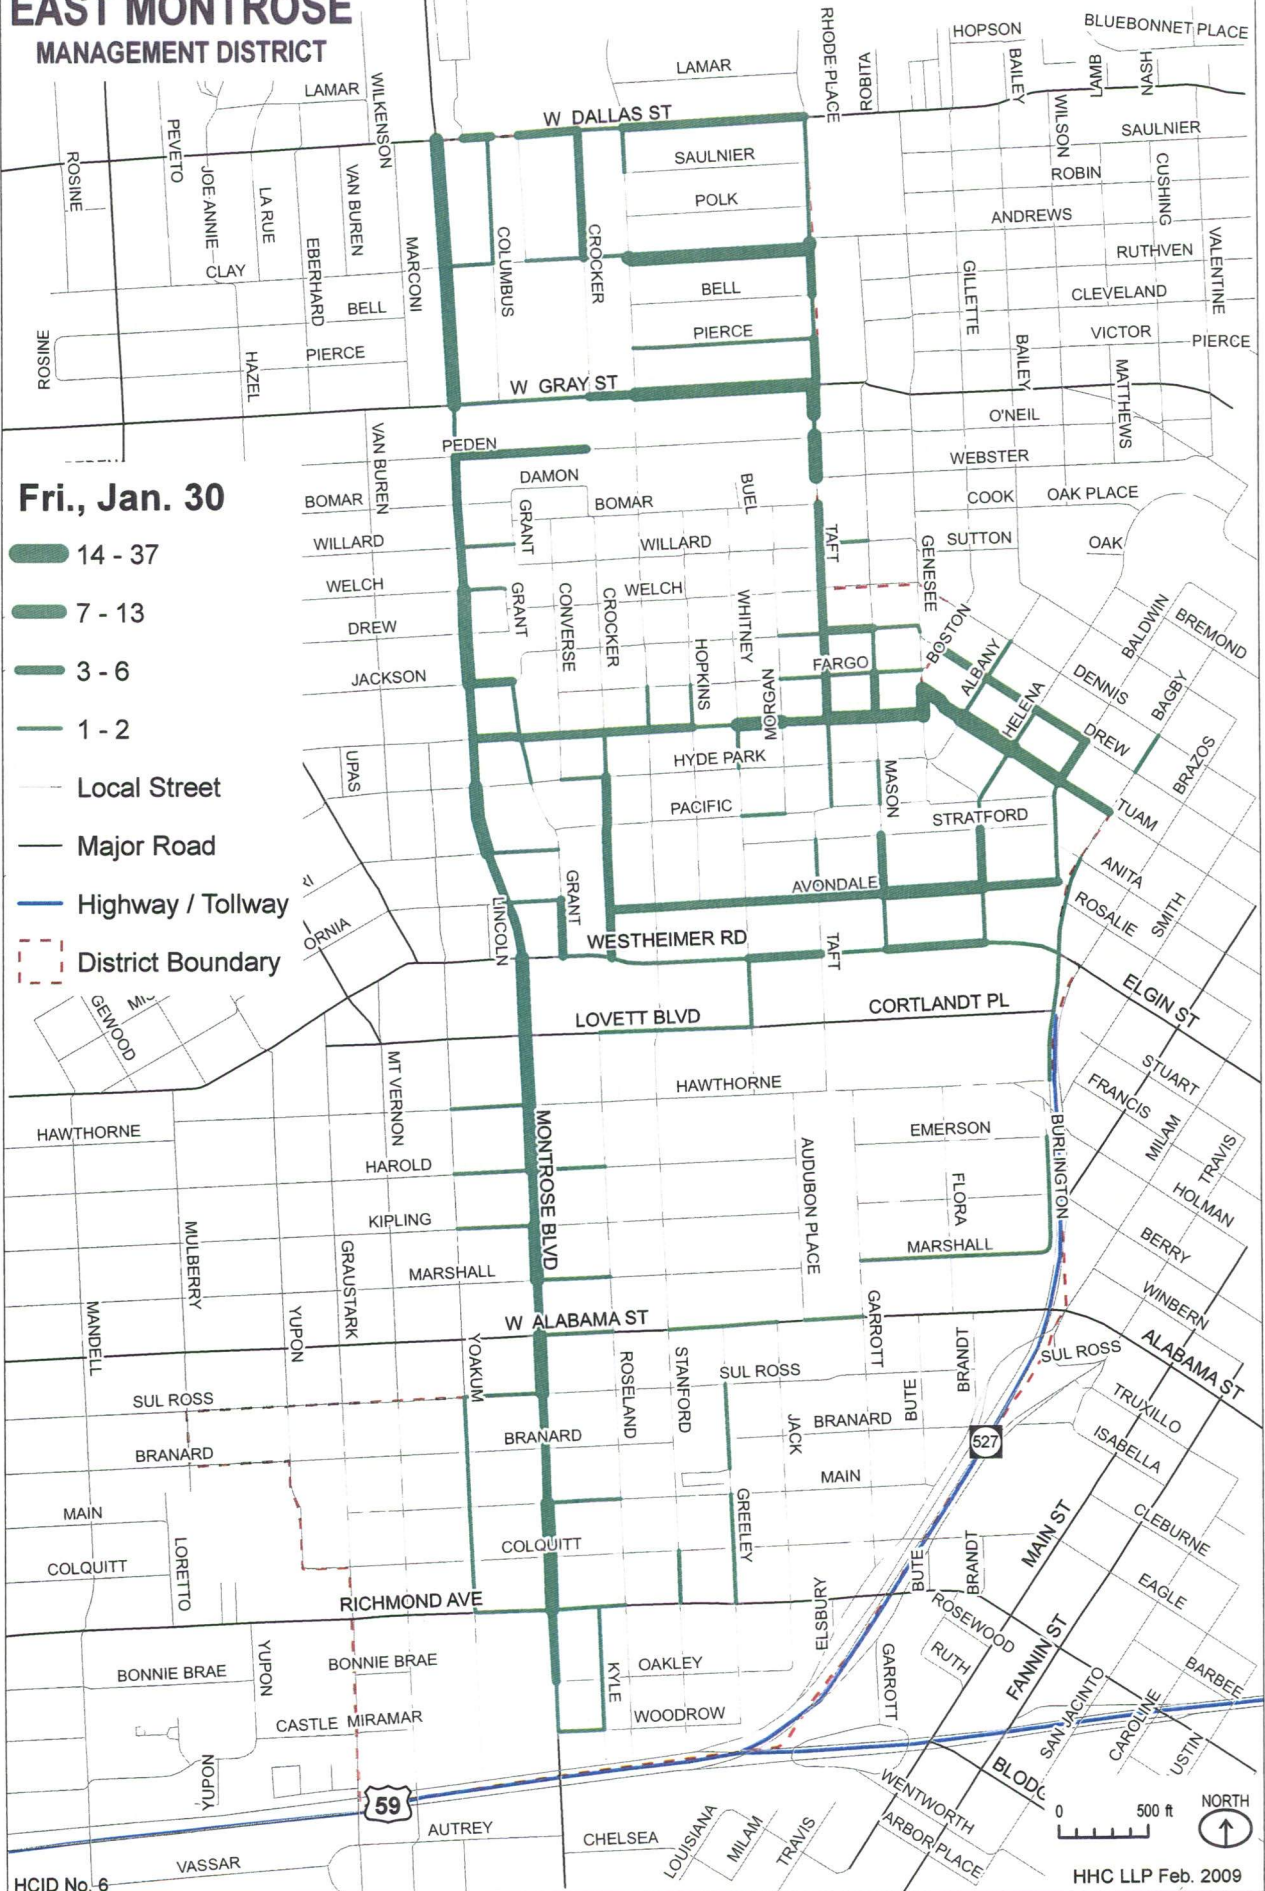 EAST MONTROSE
MANAGEMENT DISTRICT
HOPSON
BLUEBONNET PLACE
RHODE PLACE
ROBITA
BAILEY
LAMB
NASH
LAMAR
LAMAR
WILKENSON
W DALLAS ST
WILSON
SAULNIER
PEVETO
ROSINE
JOE ANNIE
LA RUE
VAN BUREN
SAULNIER
ROBIN
CUSHING
POLK
ANDREWS
EBERHARD
MARCONI
COLUMBUS
CROCKER
RUTHVEN
VALENTINE
CLAY
GILLETTE
BELL
CLEVELAND
BELL
PIERCE
VICTOR
PIERCE
ROSINE
HAZEL
PIERCE
BAILEY
MATTHEWS
W GRAY ST
O'NEIL
VAN BUREN
PEDEN
WEBSTER
DAMON
BUEL
COOK
OAK PLACE
Fri., Jan. 30
BOMAR
GRANT
BOMAR
TAFT
GENESEE
SUTTON
OAK
14 - 37
WILLARD
WILLARD
WELCH
GRANT
CONVERSE
CROCKER
WELCH
WHITNEY
7 - 13
DREW
BOSTON
BALDWIN
BREMOND
HOPKINS
FARGO
ALBANY
3 - 6
JACKSON
MORGAN
HELENA
DENNIS
BAGBY
1 - 2
DREW
UPAS
HYDE PARK
MASON
BRAZOS
Local Street
PACIFIC
STRATFORD
TUAM
Major Road
GRANT
AVONDALE
ANITA
Highway / Tollway
LINCOLN
ROSALIE
SMITH
ORNIA
WESTHEIMER RD
TAFT
District Boundary
ELGIN ST
GEWOOD
LOVETT BLVD
CORTLANDT PL
MT VERNON
HAWTHORNE
STUART
FRANCIS
MILAM
HAWTHORNE
MONTROSE BLVD
AUDUBON PLACE
EMERSON
BURLINGTON
TRAVIS
HAROLD
FLORA
HOLMAN
KIPLING
MULBERRY
GRAUSTARK
MARSHALL
MARSHALL
BERRY
MANDELL
YUPON
W ALABAMA ST
GARROTT
WINBERN
YOAKUM
ROSELAND
STANFORD
BRANDT
SUL ROSS
ALABAMA ST
SUL ROSS
SUL ROSS
BUTE
TRUXILLO
BRANARD
BRANARD
JACK
BRANARD
527
ISABELLA
MAIN
MAIN
GREELEY
CLEBURNE
LORETTO
COLQUITT
COLQUITT
BUTE
BRANDT
MAIN ST
EAGLE
RICHMOND AVE
ELSBURY
ROSEWOOD
FANNIN ST
YUPON
BONNIE BRAE
BONNIE BRAE
KYLE
OAKLEY
GARROTT
RUTH
BARBEE
CASTLE MIRAMAR
WOODROW
SAN JACINTO
CAROLINE
USTIN
YUPON
59
BLODG
WENTWORTH
0 500 ft
NORTH
AUTREY
CHELSEA
LOUISIANA
MILAM
TRAVIS
ARBOR PLACE
VASSAR
HCID No. 6
HHC LLP Feb. 2009